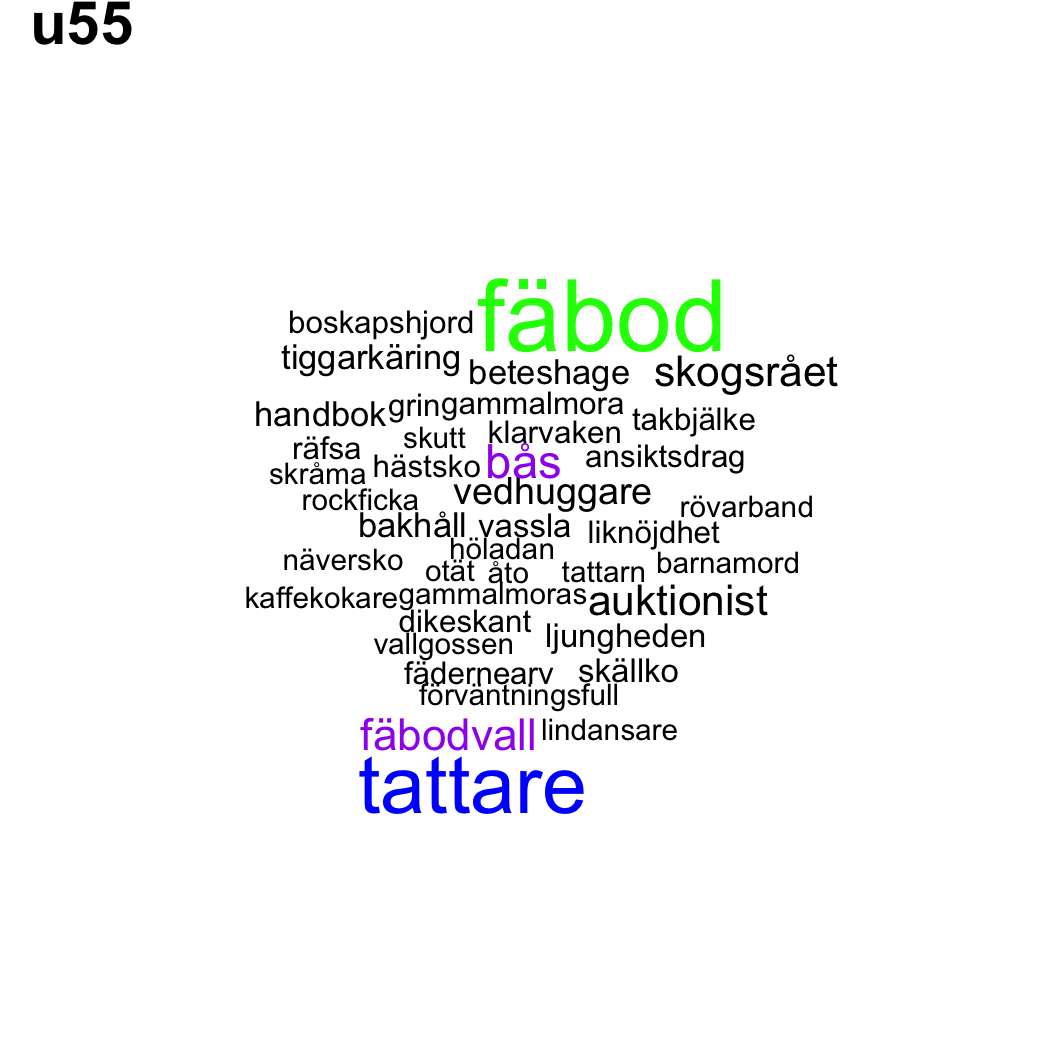 u55
fäbod
boskapshjord
tiggarkäring
beteshage skogsrået
handbok grin gammalmora takbjälke
räfsa skutt klarvaken
skråma hästsko bås ansiktsdrag
rockficka vedhuggare rövarband
bakhåll vassla liknöjdhet
näversko höladan barnamord
otät åto tattarn
kaffekokare gammalmoras auktionist
dikeskant
vallgossen ljungheden
fädernearv skällko
förväntningsfull
fäbodvall lindansare
tattare